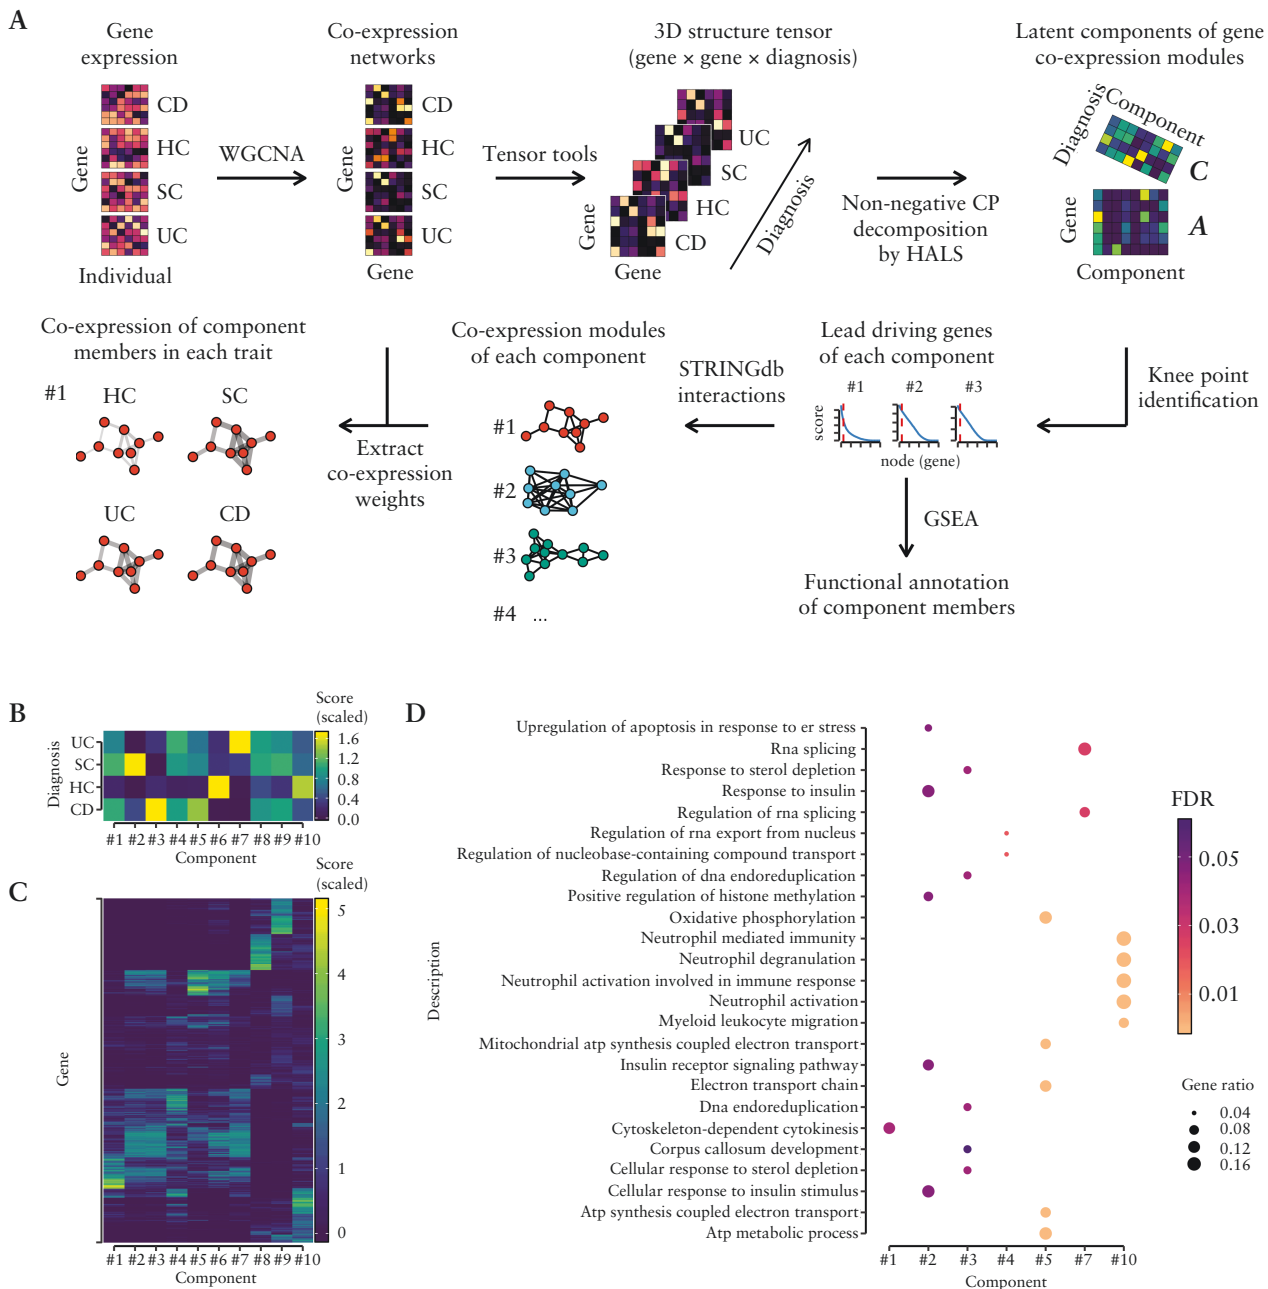 A
Gene
expression
Gene
CD
HC
SC
UC
Individual
WGCNA
Co-expression
networks
Gene
CD
HC
SC
UC
Gene
Tensor tools
3D structure tensor
(gene × gene × diagnosis)
Gene
UC
SC
HC
CD
Gene
Diagnosis
Non-negative CP
decomposition
by HALS
Latent components of gene
co-expression modules
Diagnosis
Component
C
Gene
A
Component
Knee point
identification
Lead driving genes
of each component
#1
#2
#3
score
node (gene)
GSEA
Functional annotation
of component members
STRINGdb
interactions
Co-expression modules
of each component
#1
#2
#3
#4 ...
Extract
co-expression
weights
Co-expression of component
members in each trait
#1
HC
SC
UC
CD
B
Diagnosis
UC
SC
HC
CD
#1 #2 #3 #4 #5 #6 #7 #8 #9 #10
Component
Score
(scaled)
1.6
1.2
0.8
0.4
0.0
C
Gene
#1 #2 #3 #4 #5 #6 #7 #8 #9 #10
Component
Score
(scaled)
5
4
3
2
1
0
D
Description
Upregulation of apoptosis in response to er stress
Rna splicing
Response to sterol depletion
Response to insulin
Regulation of rna splicing
Regulation of rna export from nucleus
Regulation of nucleobase-containing compound transport
Regulation of dna endoreduplication
Positive regulation of histone methylation
Oxidative phosphorylation
Neutrophil mediated immunity
Neutrophil degranulation
Neutrophil activation involved in immune response
Neutrophil activation
Myeloid leukocyte migration
Mitochondrial atp synthesis coupled electron transport
Insulin receptor signaling pathway
Electron transport chain
Dna endoreduplication
Cytoskeleton-dependent cytokinesis
Corpus callosum development
Cellular response to sterol depletion
Cellular response to insulin stimulus
Atp synthesis coupled electron transport
Atp metabolic process
#1 #2 #3 #4 #5 #7 #10
Component
FDR
0.05
0.03
0.01
Gene ratio
0.04
0.08
0.12
0.16